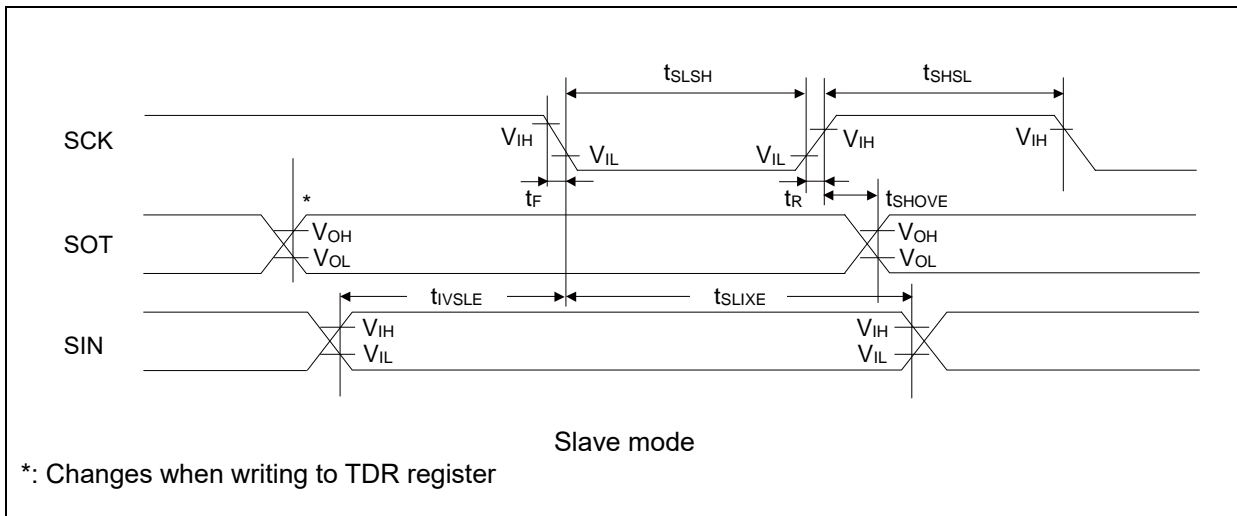 tSLSH tSHSL
SCK VIH VIL VIL VIH VIH
tF tR tSHOVE
*
SOT VOH VOH
VOL VOL
tIVSLE tSLIXE
SIN VIH VIH
VIL VIL
Slave mode
*: Changes when writing to TDR register